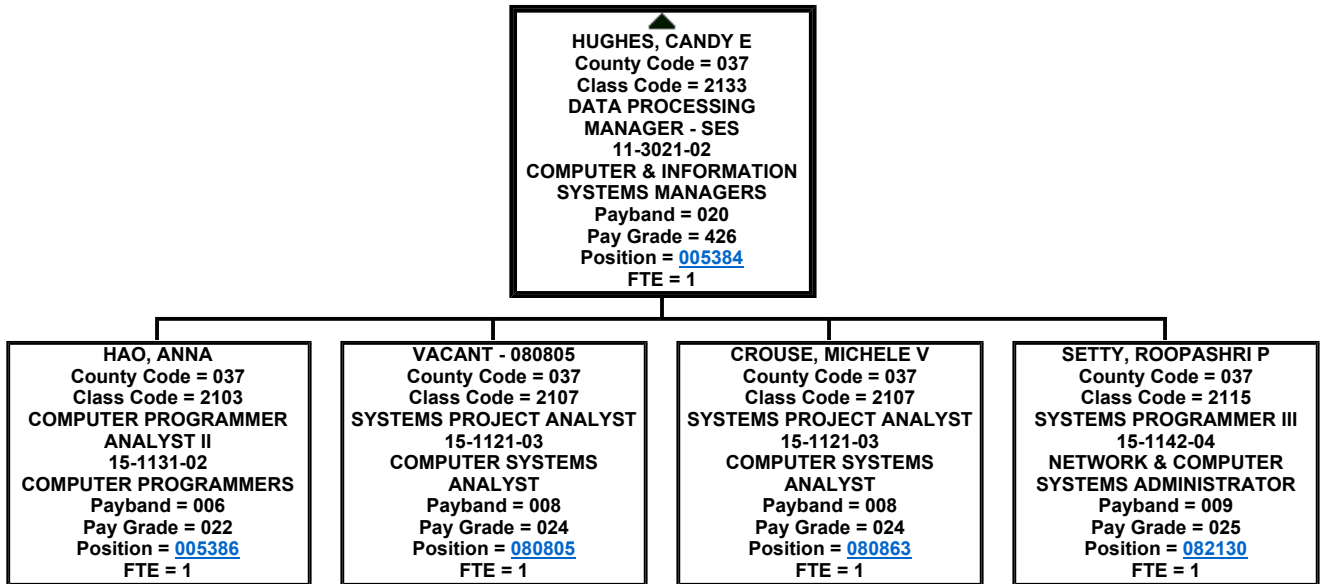 HUGHES, CANDY E
County Code = 037
Class Code = 2133
DATA PROCESSING
MANAGER - SES
11-3021-02
COMPUTER & INFORMATION
SYSTEMS MANAGERS
Payband = 020
Pay Grade = 426
Position = 005384
FTE = 1
HAO, ANNA
County Code = 037
Class Code = 2103
COMPUTER PROGRAMMER
ANALYST II
15-1131-02
COMPUTER PROGRAMMERS
Payband = 006
Pay Grade = 022
Position = 005386
FTE = 1
VACANT - 080805
County Code = 037
Class Code = 2107
SYSTEMS PROJECT ANALYST
15-1121-03
COMPUTER SYSTEMS
ANALYST
Payband = 008
Pay Grade = 024
Position = 080805
FTE = 1
CROUSE, MICHELE V
County Code = 037
Class Code = 2107
SYSTEMS PROJECT ANALYST
15-1121-03
COMPUTER SYSTEMS
ANALYST
Payband = 008
Pay Grade = 024
Position = 080863
FTE = 1
SETTY, ROOPASHRI P
County Code = 037
Class Code = 2115
SYSTEMS PROGRAMMER III
15-1142-04
NETWORK & COMPUTER
SYSTEMS ADMINISTRATOR
Payband = 009
Pay Grade = 025
Position = 082130
FTE = 1